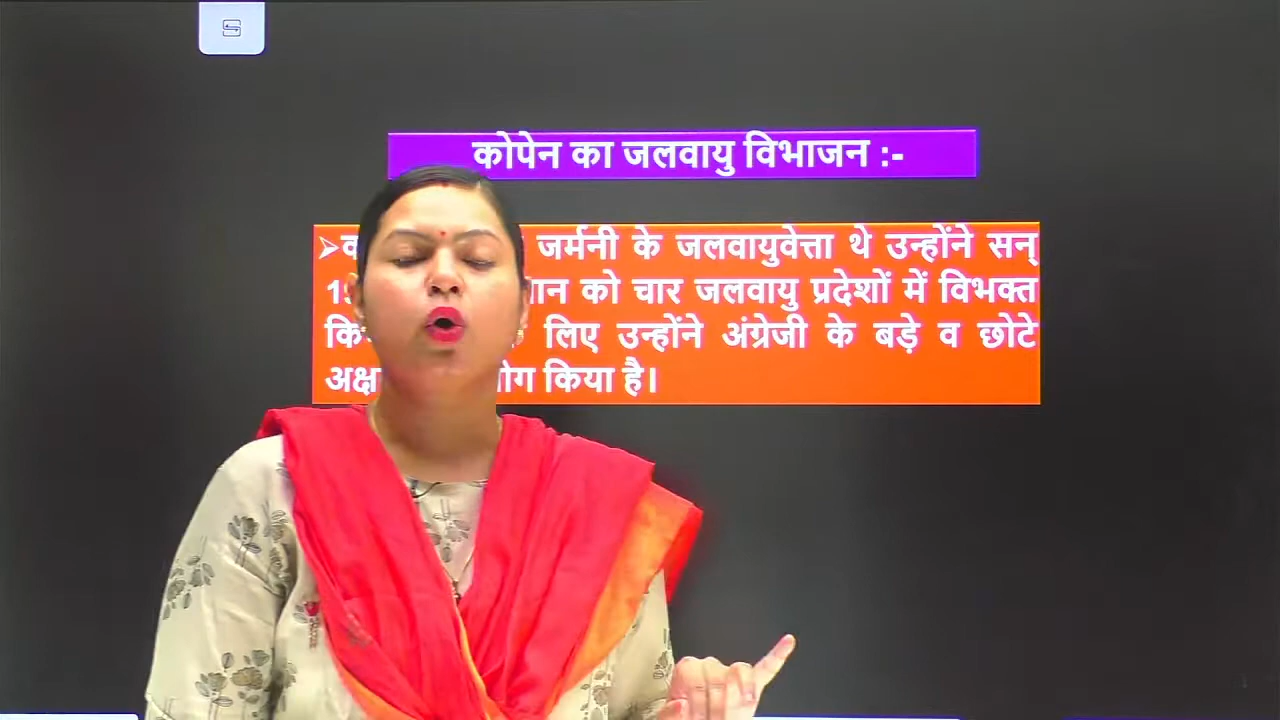 कोपेन का जलवायु विभाजन :-
➢ जर्मनी के जलवायुवेत्ता थे उन्होंने सन्
को चार जलवायु प्रदेशों में विभक्त
लिए उन्होंने अंग्रेजी के बड़े व छोटे
किया है।